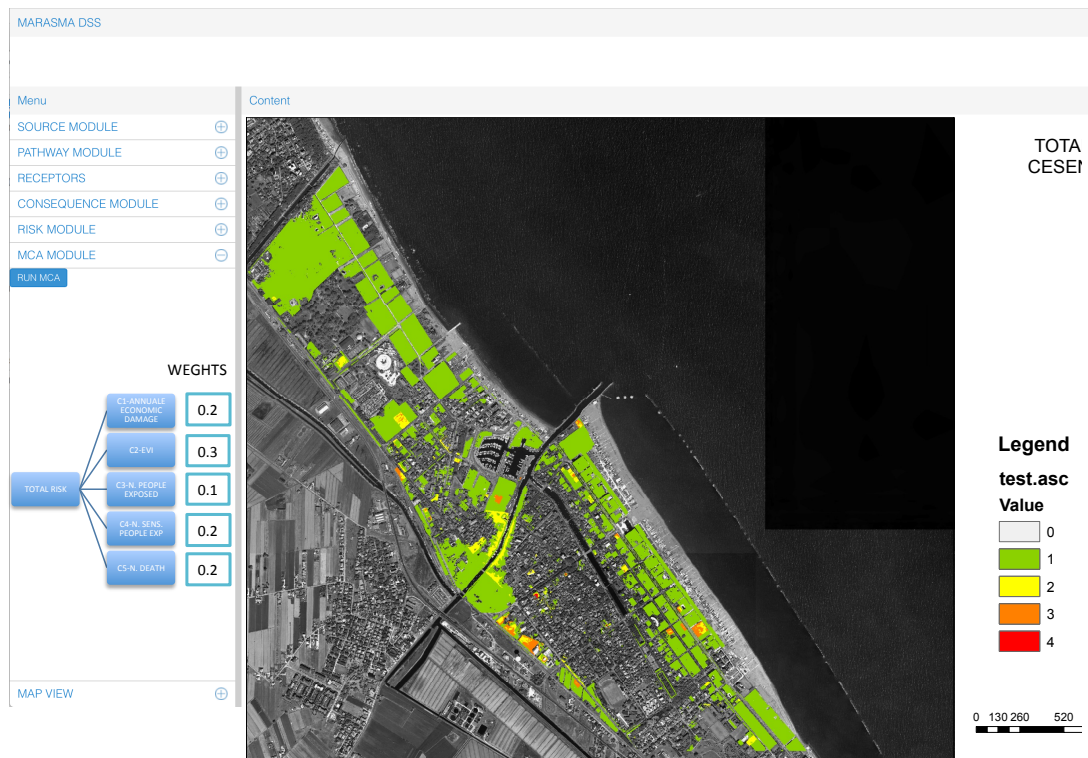 MARASMA DSS
Menu
Content
SOURCE MODULE
PATHWAY MODULE
RECEPTORS
CONSEQUENCE MODULE
RISK MODULE
MCA MODULE
RUN MCA
WEGHTS
TOTAL RISK
C1-ANNUALE
ECONOMIC
DAMAGE
0.2
C2-EVI
0.3
C3-N. PEOPLE
EXPOSED
0.1
C4-N. SENS.
PEOPLE EXP
0.2
C5-N. DEATH
0.2
MAP VIEW
TOTA
CESEN
Legend
test.asc
Value
0
1
2
3
4
0 130 260 520